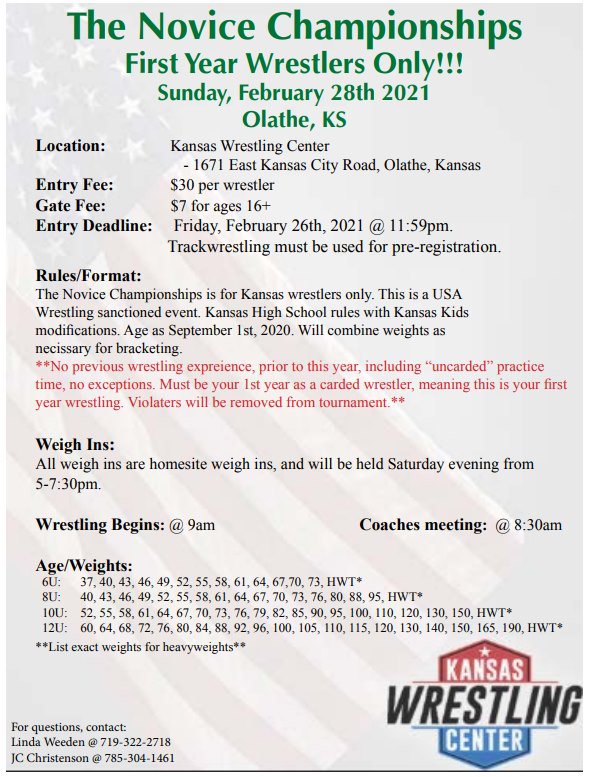 The Novice Championships
First Year Wrestlers Only!!!
Sunday, February 28th 2021
Olathe, KS
Location: Kansas Wrestling Center
- 1671 East Kansas City Road, Olathe, Kansas
Entry Fee: $30 per wrestler
Gate Fee: $7 for ages 16+
Entry Deadline: Friday, February 26th, 2021 @ 11:59pm.
Trackwrestling must be used for pre-registration.
Rules/Format:
The Novice Championships is for Kansas wrestlers only. This is a USA
Wrestling sanctioned event. Kansas High School rules with Kansas Kids
modifications. Age as September 1st, 2020. Will combine weights as
necissary for bracketing.
**No previous wrestling expreience, prior to this year, including “uncarded” practice
time, no exceptions. Must be your 1st year as a carded wrestler, meaning this is your first
year wrestling. Violaters will be removed from tournament.**
Weigh Ins:
All weigh ins are homesite weigh ins, and will be held Saturday evening from
5-7:30pm.
Wrestling Begins: @ 9am Coaches meeting: @ 8:30am
Age/Weights:
6U: 37, 40, 43, 46, 49, 52, 55, 58, 61, 64, 67,70, 73, HWT*
8U: 40, 43, 46, 49, 52, 55, 58, 61, 64, 67, 70, 73, 76, 80, 88, 95, HWT*
10U: 52, 55, 58, 61, 64, 67, 70, 73, 76, 79, 82, 85, 90, 95, 100, 110, 120, 130, 150, HWT*
12U: 60, 64, 68, 72, 76, 80, 84, 88, 92, 96, 100, 105, 110, 115, 120, 130, 140, 150, 165, 190, HWT*
**List exact weights for heavyweights**
KANSAS
WRESTLING
CENTER
For questions, contact:
Linda Weeden @ 719-322-2718
JC Christenson @ 785-304-1461